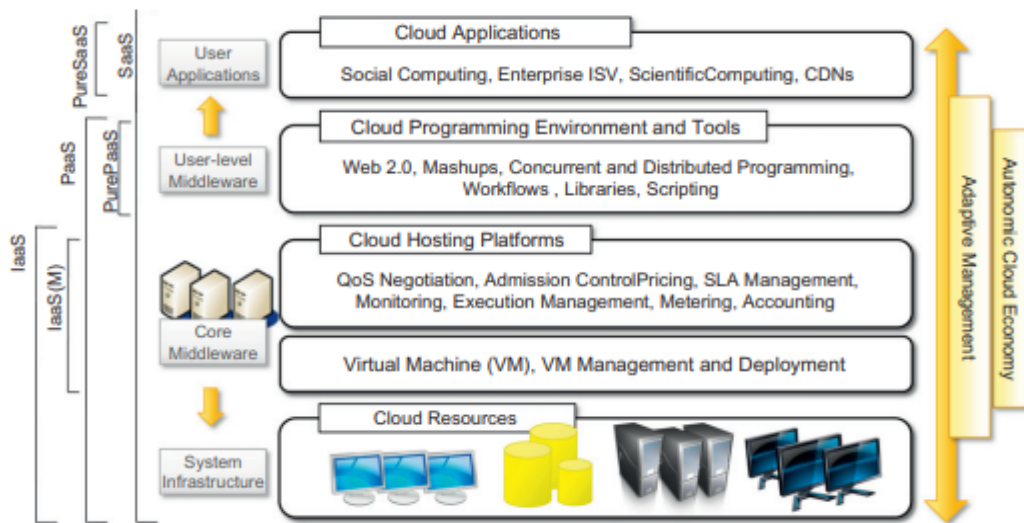 PureSaaS
SaaS
PaaS
PurePaaS
IaaS
IaaS(M)
User
Applications
Cloud Applications
Social Computing, Enterprise ISV, ScientificComputing, CDNs
User-level
Middleware
Cloud Programming Environment and Tools
Web 2.0, Mashups, Concurrent and Distributed Programming,
Workflows , Libraries, Scripting
Cloud Hosting Platforms
QoS Negotiation, Admission ControlPricing, SLA Management,
Monitoring, Execution Management, Metering, Accounting
Core
Middleware
Virtual Machine (VM), VM Management and Deployment
Cloud Resources
System
Infrastructure
Adaptive Management
Autonomic Cloud Economy